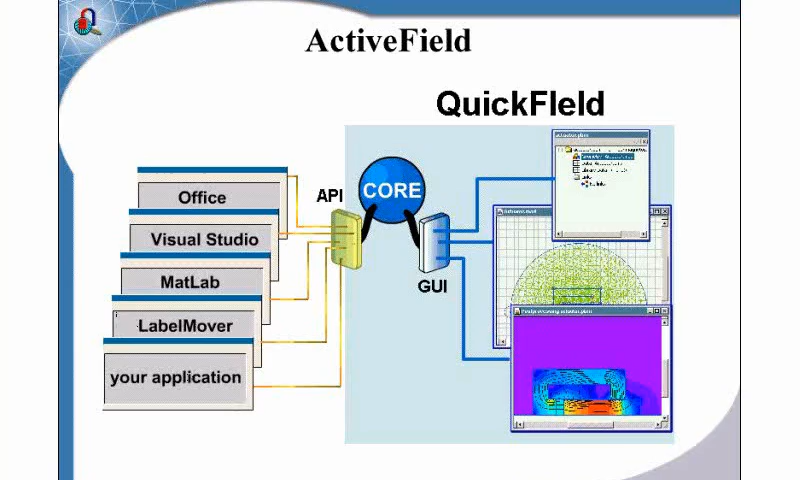 ActiveField
QuickFIeld
CORE
API
GUI
Office
Visual Studio
MatLab
LabelMover
your application